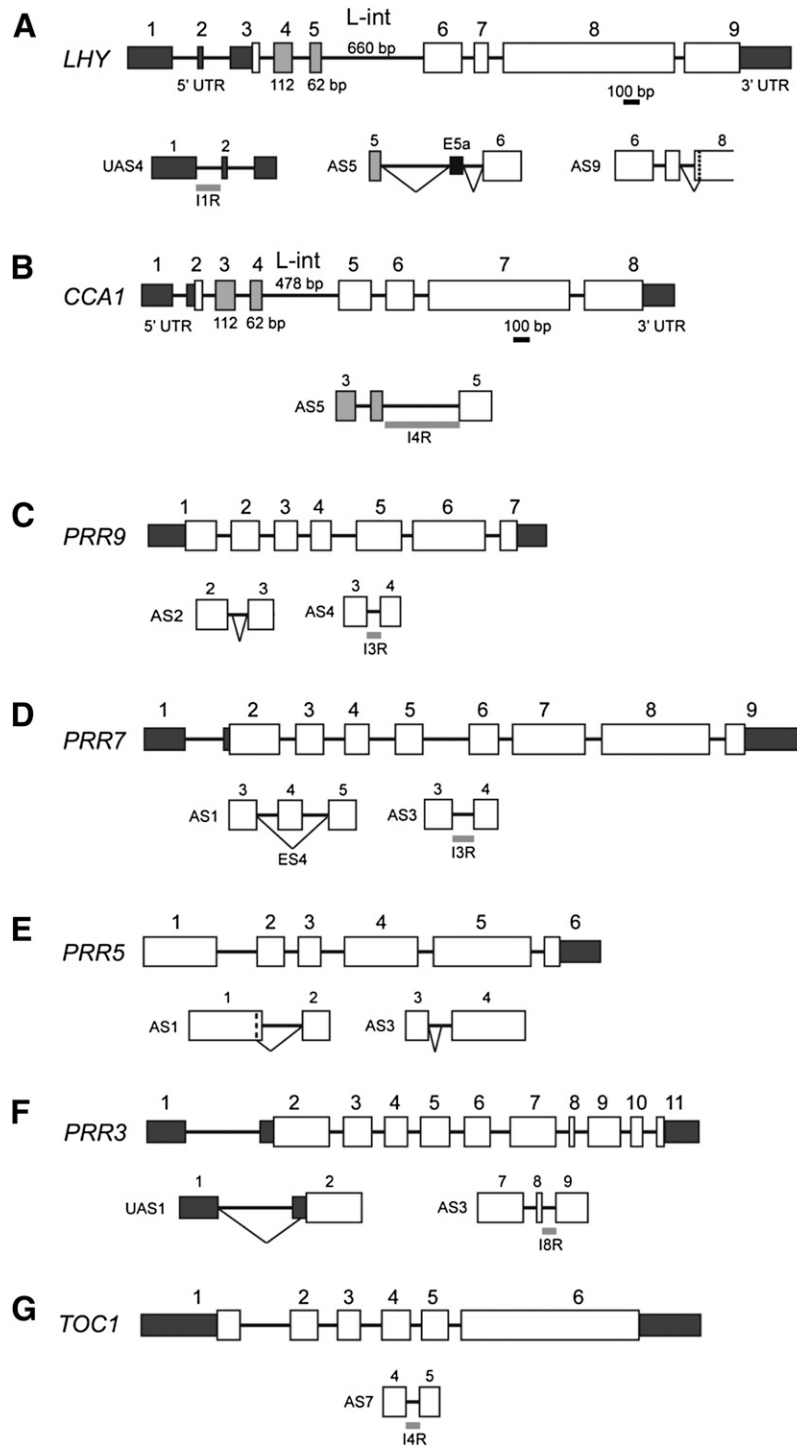 A
L-int
1 2 3 4 5 6 7 8 9
LHY
660 bp
5' UTR 112 62 bp 100 bp 3' UTR
1 2 5 E5a 6 6 8
UAS4 AS5 AS9
I1R
B
L-int
1 2 3 4 5 6 7 8
CCA1
478 bp
5' UTR 112 62 bp 100 bp 3' UTR
3 5
AS5
I4R
C
1 2 3 4 5 6 7
PRR9
2 3 3 4
AS2 AS4
I3R
D
1 2 3 4 5 6 7 8 9
PRR7
3 4 5 3 4
AS1 AS3
ES4 I3R
E
1 2 3 4 5 6
PRR5
1 2 3 4
AS1 AS3
F
1 2 3 4 5 6 7 8 9 10 11
PRR3
1 2 7 8 9
UAS1 AS3
I8R
G
1 2 3 4 5 6
TOC1
4 5
AS7
I4R